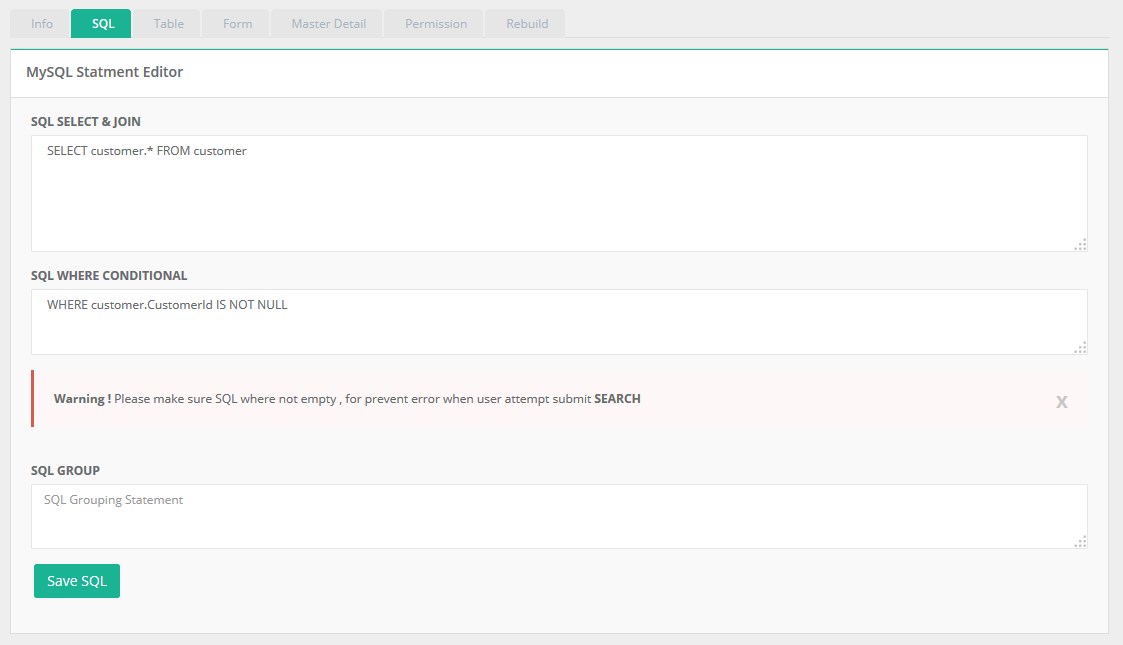 Info SQL Table Form Master Detail Permission Rebuild
MySQL Statment Editor
SQL SELECT & JOIN
SELECT customer.* FROM customer
SQL WHERE CONDITIONAL
WHERE customer.CustomerId IS NOT NULL
Warning ! Please make sure SQL where not empty , for prevent error when user attempt submit SEARCH x
SQL GROUP
SQL Grouping Statement
Save SQL